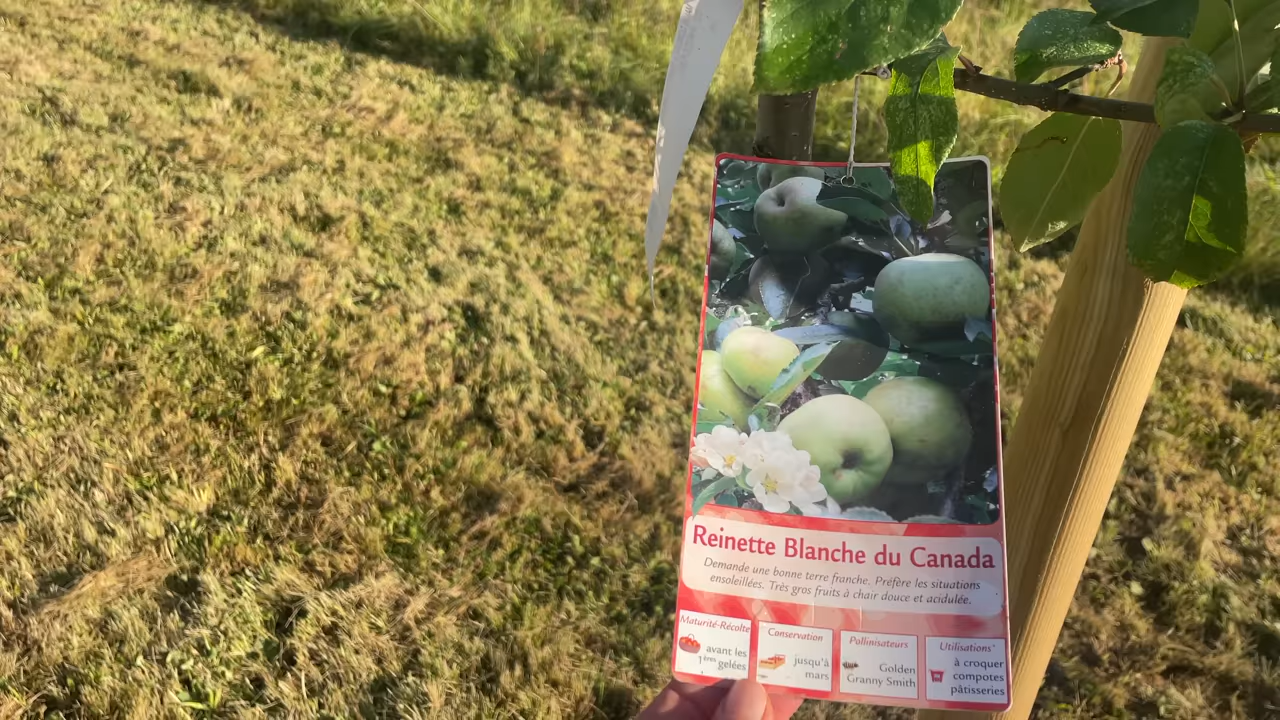 Reinette Blanche du Canada
Demande une bonne terre franche. Préfère les situations
ensoleillées. Très gros fruits à chair douce et acidulée.
Maturité-Récolte
avant les
1ères gelées
Conservation
jusqu'à
mars
Pollinisateurs
Golden
Granny Smith
Utilisations*
à croquer
compotes
pâtisseries